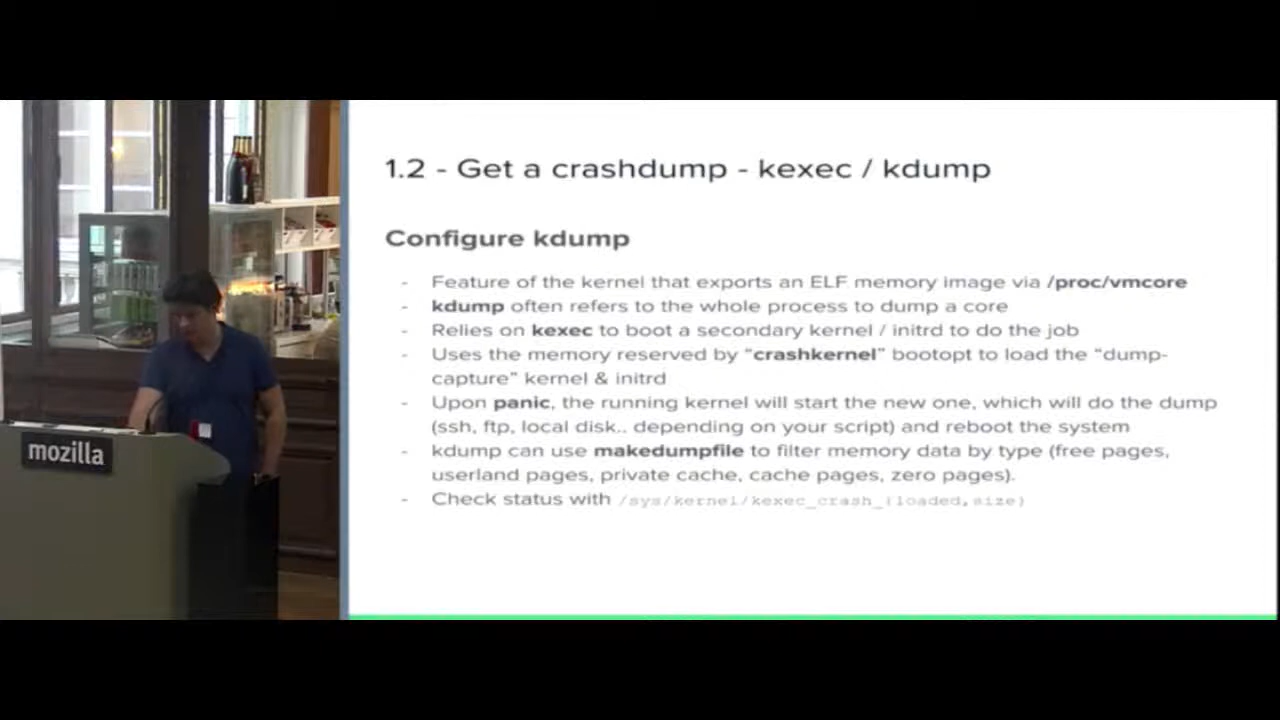 1.2 - Get a crashdump - kexec / kdump
Configure kdump
- Feature of the kernel that exports an ELF memory image via /proc/vmcore
- kdump often refers to the whole process to dump a core
- Relies on kexec to boot a secondary kernel / initrd to do the job
- Uses the memory reserved by “crashkernel” bootopt to load the “dump-
capture” kernel & initrd
- Upon panic, the running kernel will start the new one, which will do the dump
(ssh, ftp, local disk.. depending on your script) and reboot the system
- kdump can use makedumpfile to filter memory data by type (free pages,
userland pages, private cache, cache pages, zero pages).
- Check status with /sys/kernel/kexec_crash_{loaded,size}
mozilla